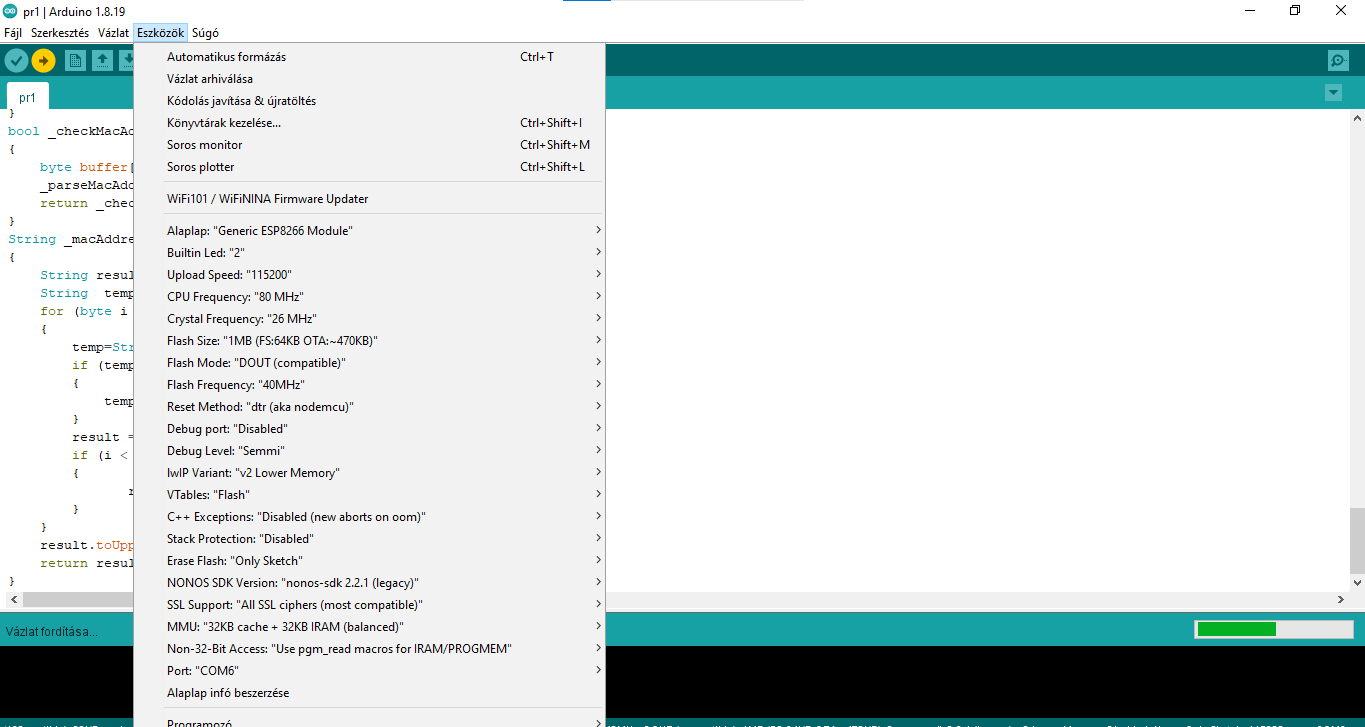 pr1 | Arduino 1.8.19
Fájl Szerkesztés Vázlat Eszközök Súgó
Automatikus formázás Ctrl+T
Vázlat arhiválása
Kódolás javítása & újratöltés
Könyvtárak kezelése... Ctrl+Shift+I
Soros monitor Ctrl+Shift+M
Soros plotter Ctrl+Shift+L
WiFi101 / WiFiNINA Firmware Updater
Alaplap: "Generic ESP8266 Module"
Builtin Led: "2"
Upload Speed: "115200"
CPU Frequency: "80 MHz"
Crystal Frequency: "26 MHz"
Flash Size: "1MB (FS:64KB OTA:~470KB)"
Flash Mode: "DOUT (compatible)"
Flash Frequency: "40MHz"
Reset Method: "dtr (aka nodemcu)"
Debug port: "Disabled"
Debug Level: "Semmi"
lwIP Variant: "v2 Lower Memory"
VTables: "Flash"
C++ Exceptions: "Disabled (new aborts on oom)"
Stack Protection: "Disabled"
Erase Flash: "Only Sketch"
NONOS SDK Version: "nonos-sdk 2.2.1 (legacy)"
SSL Support: "All SSL ciphers (most compatible)"
MMU: "32KB cache + 32KB IRAM (balanced)"
Non-32-Bit Access: "Use pgm_read macros for IRAM/PROGMEM"
Port: "COM6"
Alaplap infó beszerzése
Programozó
pr1
}
bool _checkMacAd
{
byte buffer[
_parseMacAdd
return _chec
}
String _macAddre
{
String resul
String temp
for (byte i
{
temp=Str
if (temp
{
temp
}
result =
if (i <
{
r
}
}
result.toUpp
return resul
}
Vázlat fordítása...